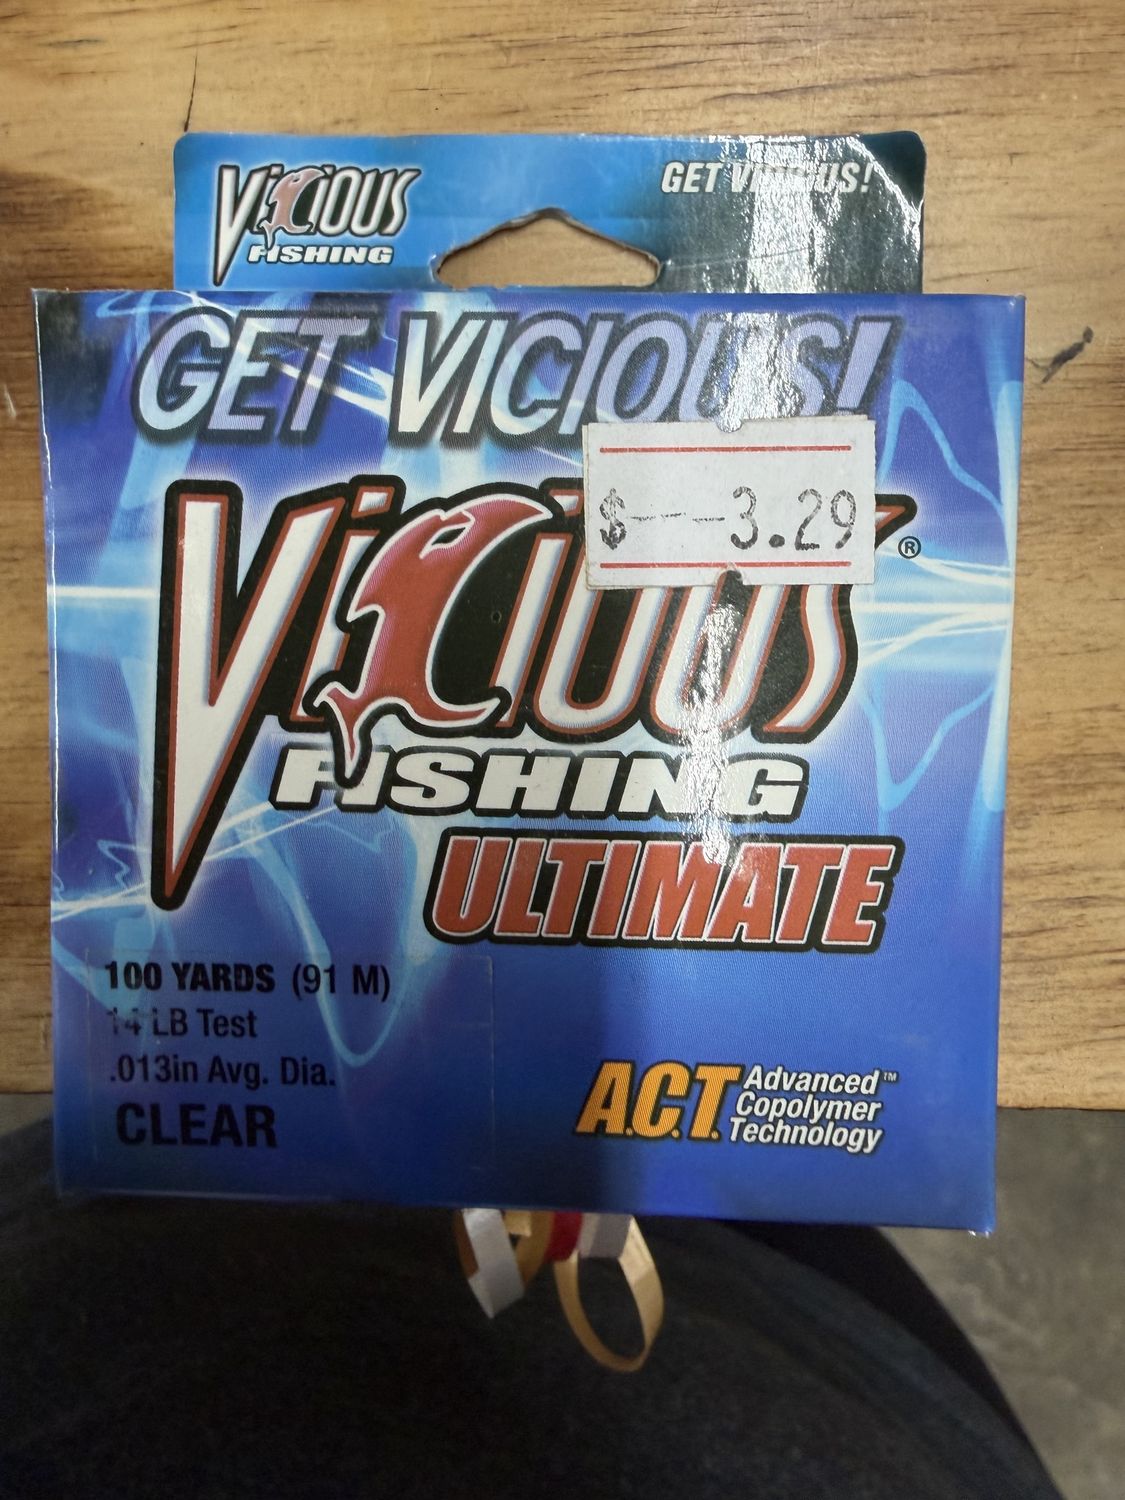 VICIOUS
FISHING
GET VICIOUS!
GET VICIOUS!
$ 3.29
VICIOUS®
FISHING
ULTIMATE
100 YARDS (91 M)
14 LB Test
.013in Avg. Dia.
CLEAR
A.C.T. Advanced™
Copolymer
Technology